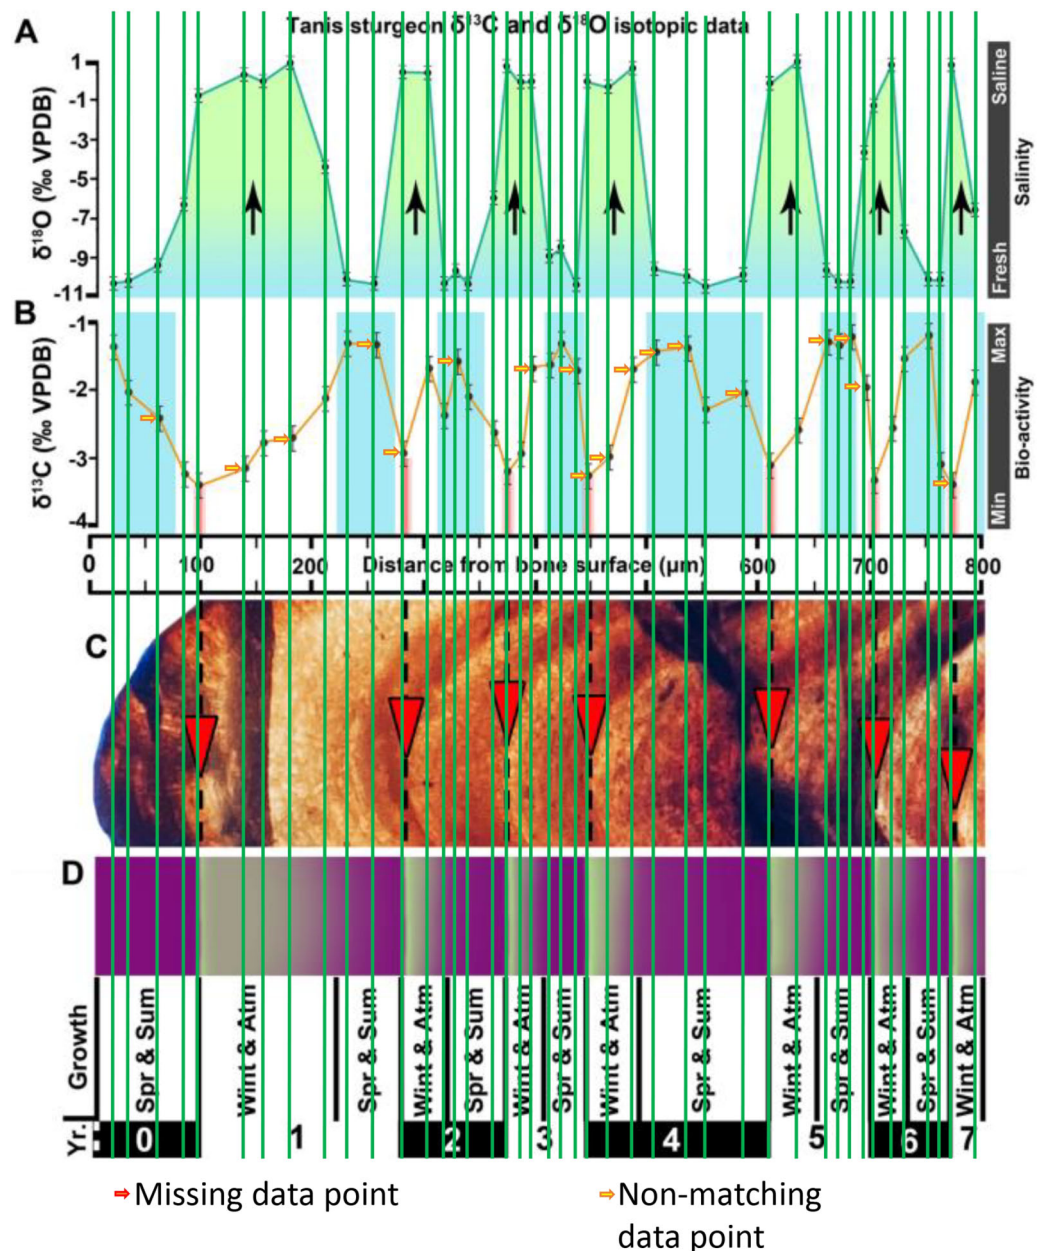 A
Tanis sturgeon δ¹³C and δ¹⁸O isotopic data
δ¹⁸O (‰ VPDB)
1
-1
-3
-5
-7
-9
-11
Saline
Fresh
Salinity
B
δ¹³C (‰ VPDB)
-1
-2
-3
-4
Max
Min
Bio-activity
0 100 200 600 700 800
Distance from bone surface (μm)
C
D
Growth
Spr & Sum
Wint & Atm
Spr & Sum
Wint & Atm
Spr & Sum
Wint & Atm
Spr & Sum
Wint & Atm
Spr & Sum
Wint & Atm
Spr & Sum
Wint & Atm
Spr & Sum
Wint & Atm
Yr. 0 1 2 3 4 5 6 7
Missing data point
Non-matching
data point